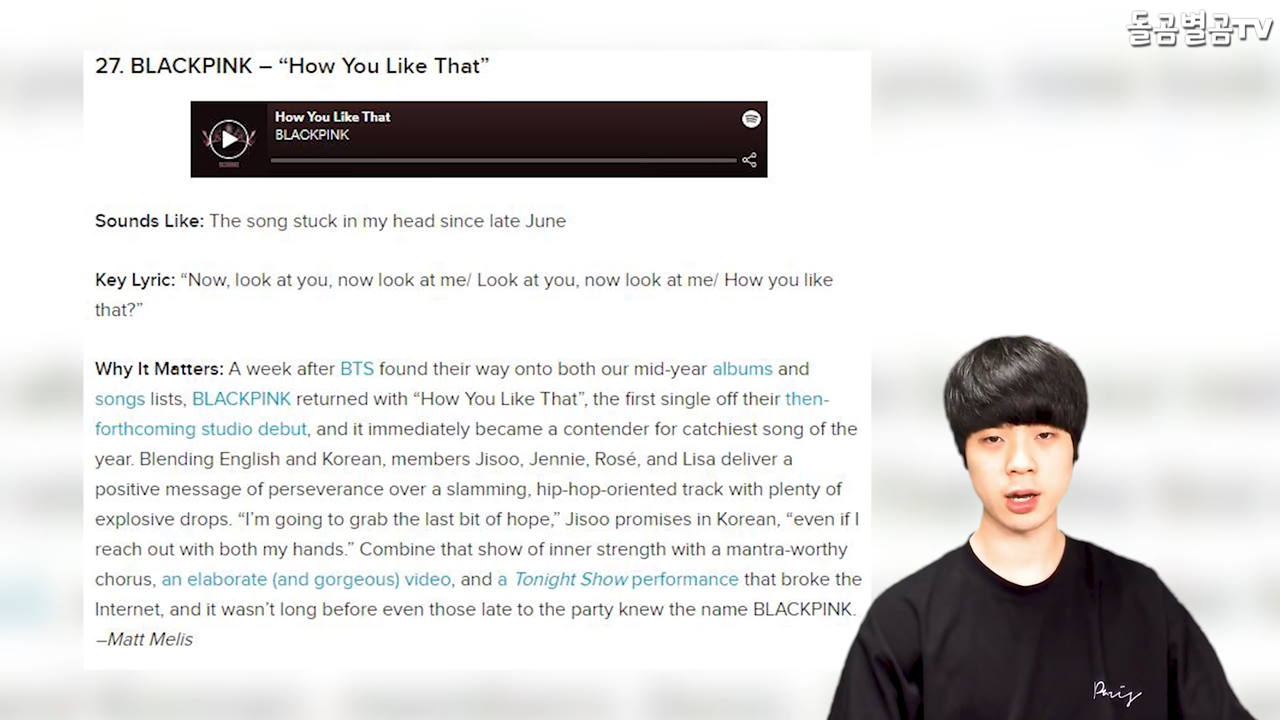 돌곰별곰TV
27. BLACKPINK – “How You Like That”
How You Like That
BLACKPINK
Sounds Like: The song stuck in my head since late June
Key Lyric: “Now, look at you, now look at me/ Look at you, now look at me/ How you like
that?”
Why It Matters: A week after BTS found their way onto both our mid-year albums and
songs lists, BLACKPINK returned with “How You Like That”, the first single off their then-
forthcoming studio debut, and it immediately became a contender for catchiest song of the
year. Blending English and Korean, members Jisoo, Jennie, Rosé, and Lisa deliver a
positive message of perseverance over a slamming, hip-hop-oriented track with plenty of
explosive drops. “I’m going to grab the last bit of hope,” Jisoo promises in Korean, “even if I
reach out with both my hands.” Combine that show of inner strength with a mantra-worthy
chorus, an elaborate (and gorgeous) video, and a Tonight Show performance that broke the
Internet, and it wasn’t long before even those late to the party knew the name BLACKPINK.
–Matt Melis
Paris